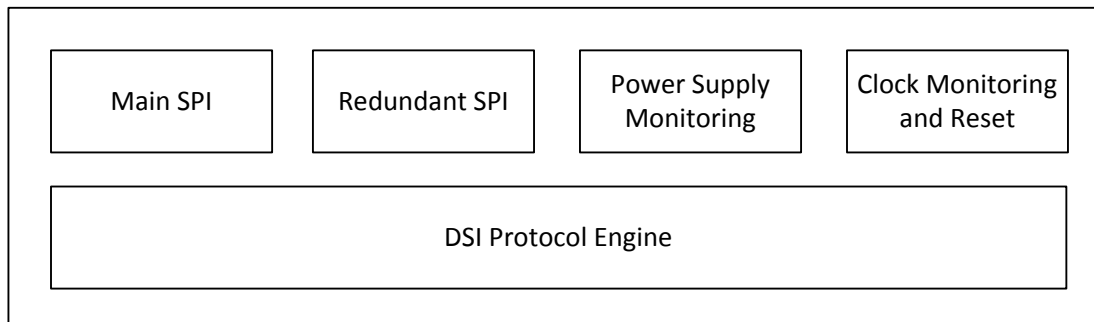 Main SPI
Redundant SPI
Power Supply
Monitoring
Clock Monitoring
and Reset
DSI Protocol Engine